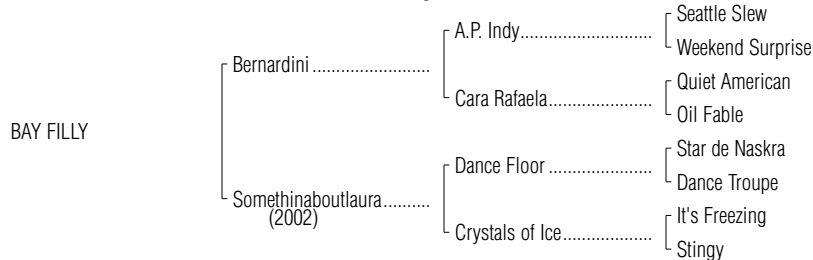 Seattle Slew
A.P. Indy..............................
Weekend Surprise
Bernardini ...........................
Quiet American
Cara Rafaela........................
Oil Fable
BAY FILLY
Star de Naskra
Dance Floor ........................
Dance Troupe
Somethinaboutlaura..........
(2002)
It's Freezing
Crystals of Ice.....................
Stingy